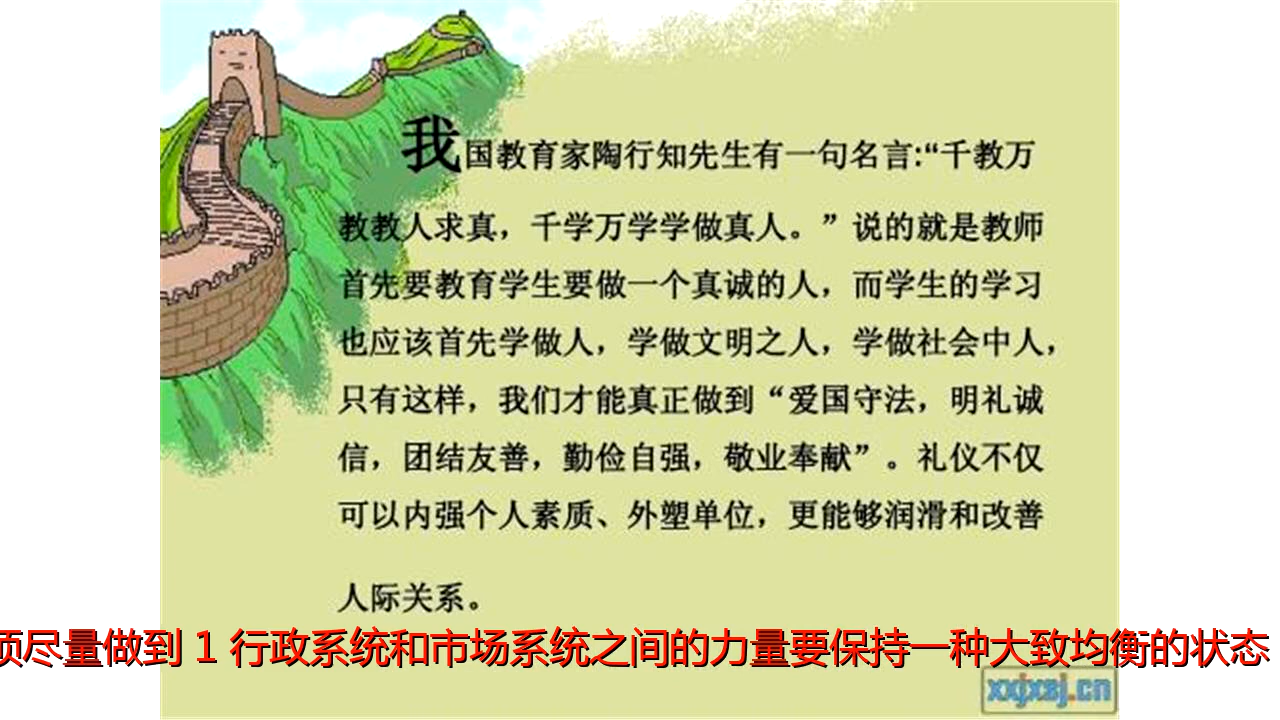 我国教育家陶行知先生有一句名言:“千教万
教教人求真，千学万学学做真人。”说的就是教师
首先要教育学生要做一个真诚的人，而学生的学习
也应该首先学做人，学做文明之人，学做社会中人，
只有这样，我们才能真正做到“爱国守法，明礼诚
信，团结友善，勤俭自强，敬业奉献”。礼仪不仅
可以内强个人素质、外塑单位，更能够润滑和改善
人际关系。
须尽量做到 1 行政系统和市场系统之间的力量要保持一种大致均衡的状态
xxjxsj.cn